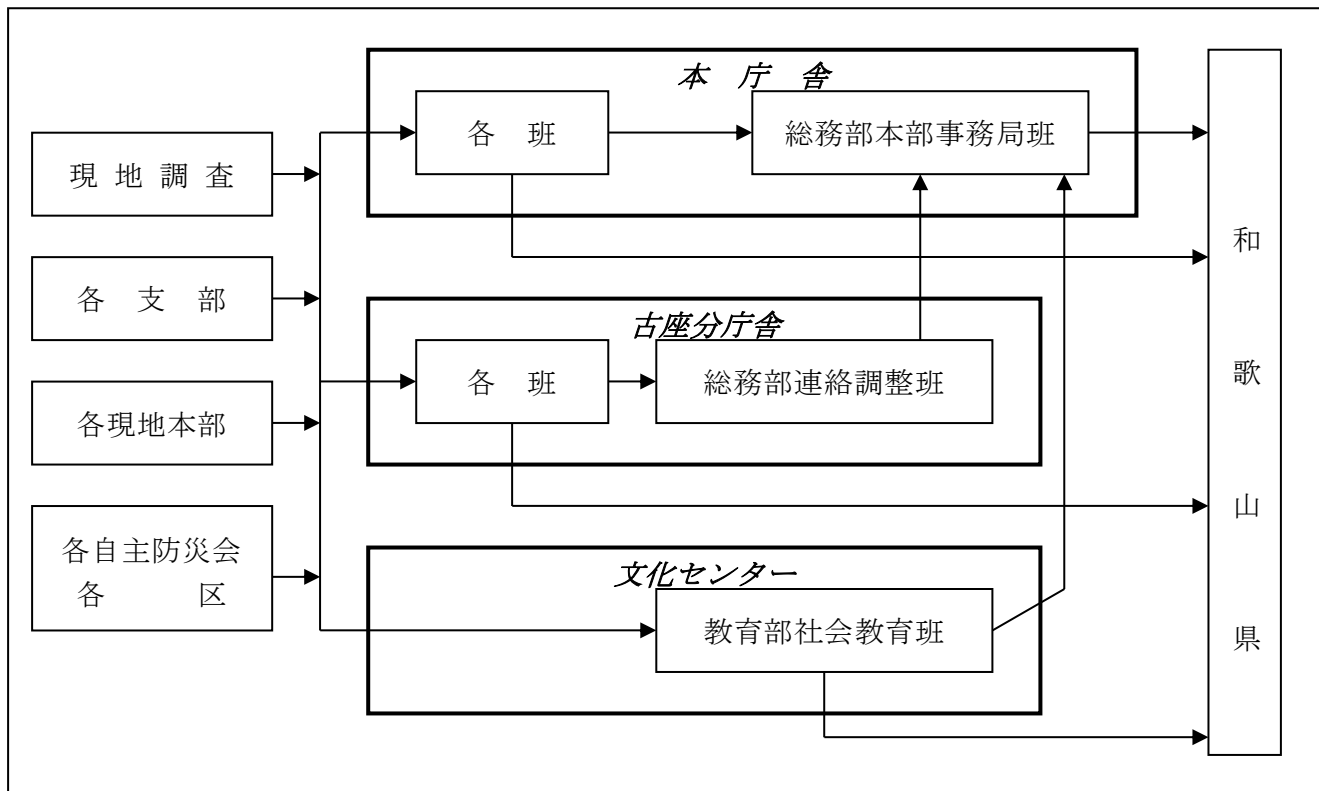 現 地 調 査
各 支 部
各現地本部
各自主防災会
各 区
本 庁 舎
各 班
総務部本部事務局班
古座分庁舎
各 班
総務部連絡調整班
文化センター
教育部社会教育班
和歌山県